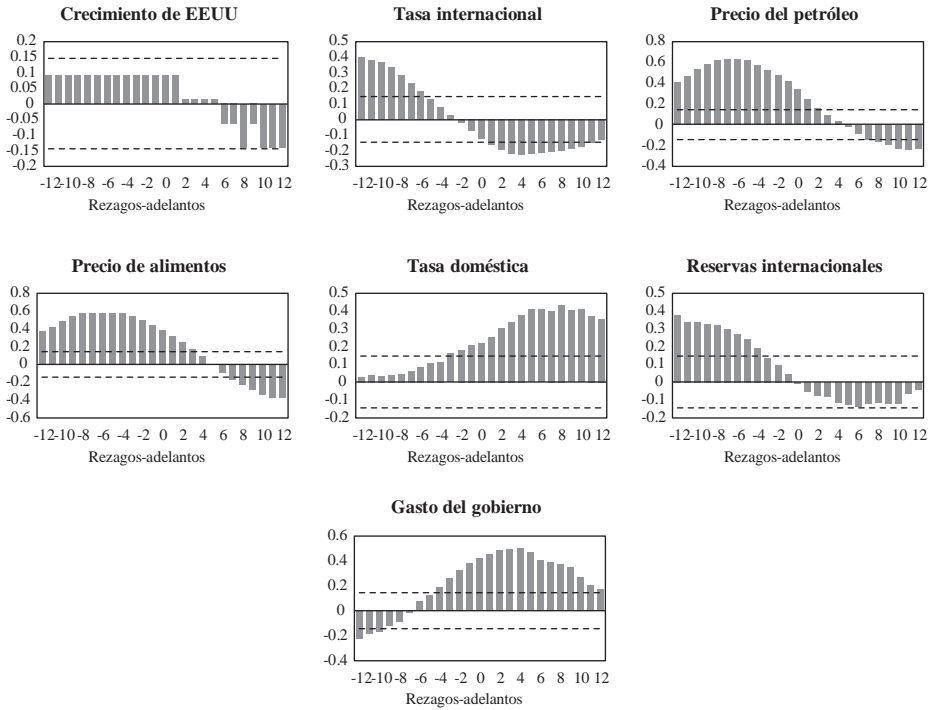 Crecimiento de EEUU
0.2
0.15
0.1
0.05
0
-0.05
-0.1
-0.15
-0.2
-12-10-8 -6 -4 -2 0 2 4 6 8 10 12
Rezagos-adelantos
Tasa internacional
0.5
0.4
0.3
0.2
0.1
0
-0.1
-0.2
-0.3
-12-10-8 -6 -4 -2 0 2 4 6 8 10 12
Rezagos-adelantos
Precio del petróleo
0.8
0.6
0.4
0.2
0
-0.2
-0.4
-12-10-8 -6 -4 -2 0 2 4 6 8 10 12
Rezagos-adelantos
Precio de alimentos
0.8
0.6
0.4
0.2
0
-0.2
-0.4
-0.6
-12-10-8 -6 -4 -2 0 2 4 6 8 10 12
Rezagos-adelantos
Tasa doméstica
0.5
0.4
0.3
0.2
0.1
0
-0.1
-0.2
-12-10-8 -6 -4 -2 0 2 4 6 8 10 12
Rezagos-adelantos
Reservas internacionales
0.5
0.4
0.3
0.2
0.1
0
-0.1
-0.2
-12-10-8 -6 -4 -2 0 2 4 6 8 10 12
Rezagos-adelantos
Gasto del gobierno
0.6
0.4
0.2
0
-0.2
-0.4
-12-10-8 -6 -4 -2 0 2 4 6 8 10 12
Rezagos-adelantos